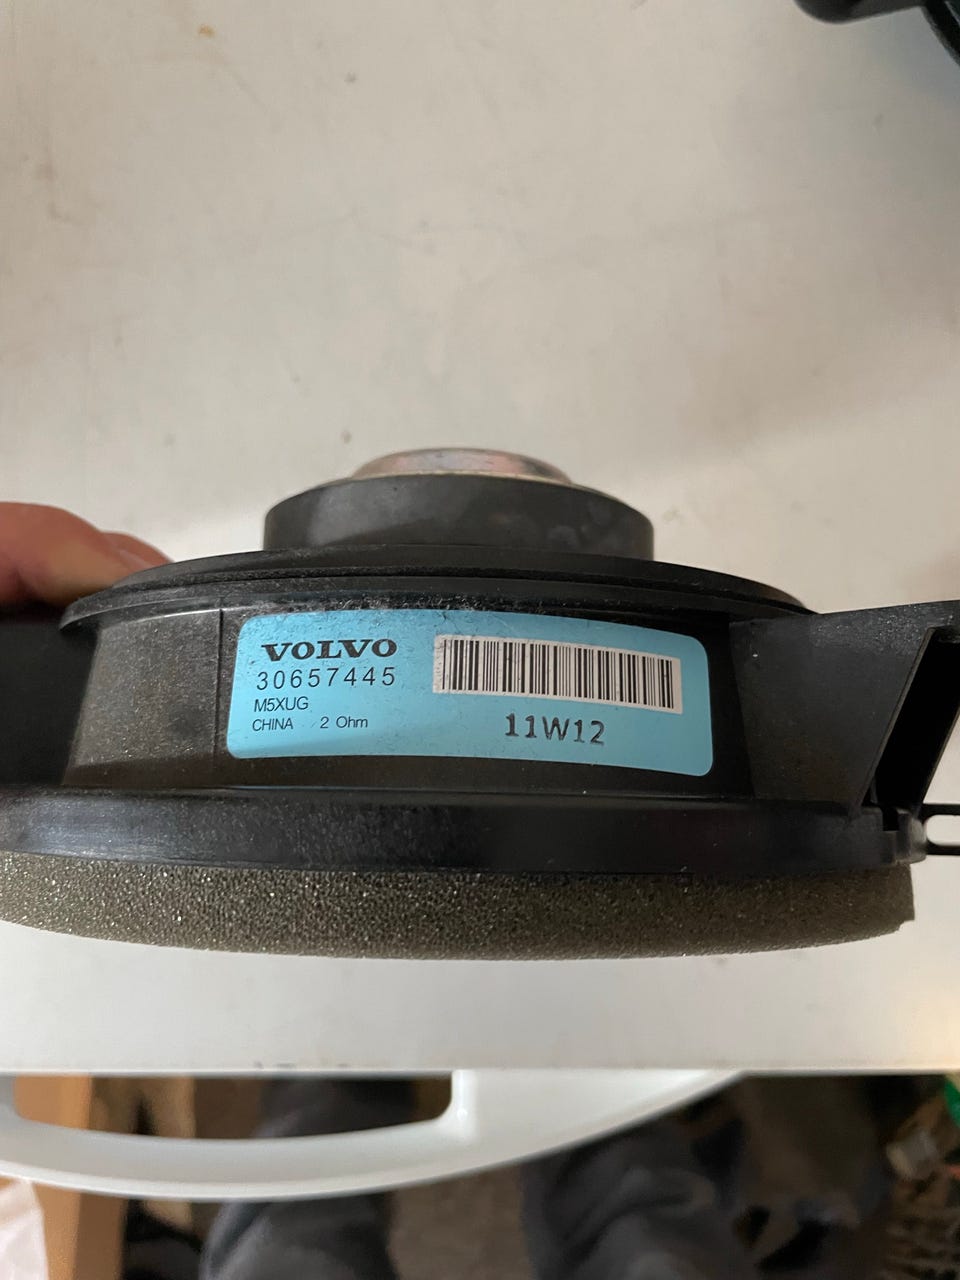 VOLVO
30657445
M5XUG
CHINA 2 Ohm
11W12